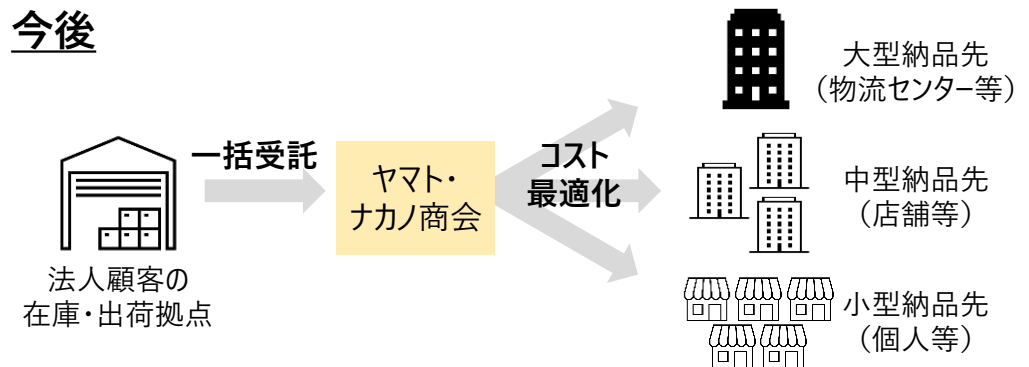 今後
法人顧客の
在庫・出荷拠点
一括受託
ヤマト・
ナカノ商会
コスト
最適化
大型納品先
（物流センター等）
中型納品先
（店舗等）
小型納品先
（個人等）